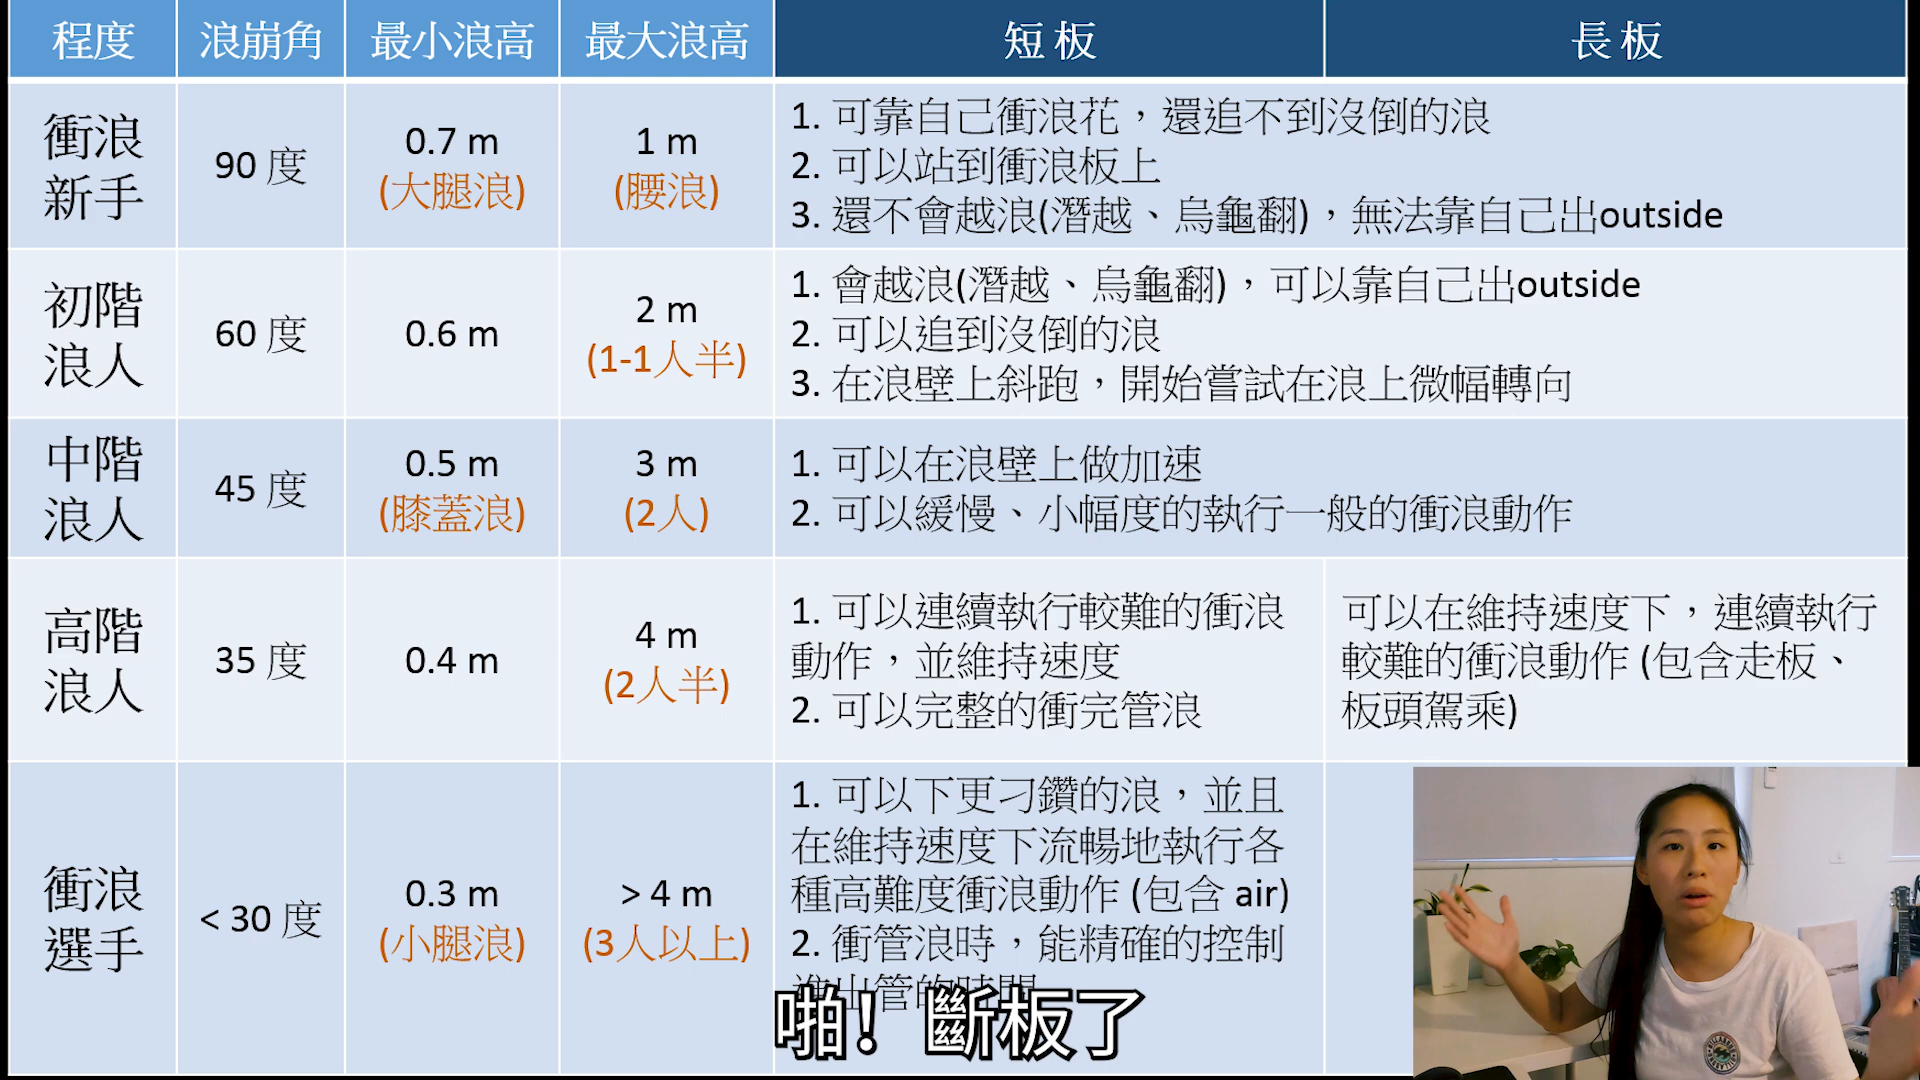 程度 浪崩角 最小浪高 最大浪高 短板 長板
衝浪
新手
90 度
0.7 m
(大腿浪)
1 m
(腰浪)
1. 可靠自己衝浪花，還追不到沒倒的浪
2. 可以站到衝浪板上
3. 還不會越浪(潛越、烏龜翻)，無法靠自己出outside
初階
浪人
60 度
0.6 m
2 m
(1-1人半)
1. 會越浪(潛越、烏龜翻)，可以靠自己出outside
2. 可以追到沒倒的浪
3. 在浪壁上斜跑，開始嘗試在浪上微幅轉向
中階
浪人
45 度
0.5 m
(膝蓋浪)
3 m
(2人)
1. 可以在浪壁上做加速
2. 可以緩慢、小幅度的執行一般的衝浪動作
高階
浪人
35 度
0.4 m
4 m
(2人半)
1. 可以連續執行較難的衝浪
動作，並維持速度
2. 可以完整的衝完管浪
可以在維持速度下，連續執行
較難的衝浪動作 (包含走板、
板頭駕乘)
衝浪
選手
< 30 度
0.3 m
(小腿浪)
> 4 m
(3人以上)
1. 可以下更刁鑽的浪，並且
在維持速度下流暢地執行各
種高難度衝浪動作 (包含 air)
2. 衝管浪時，能精確的控制
進出管的時間
啪！斷板了